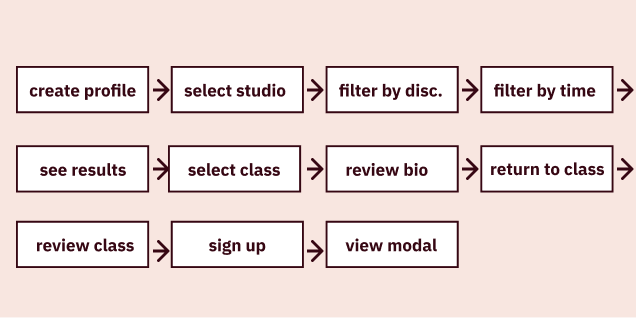 create profile
select studio
filter by disc.
filter by time
see results
select class
review bio
return to class
review class
sign up
view modal